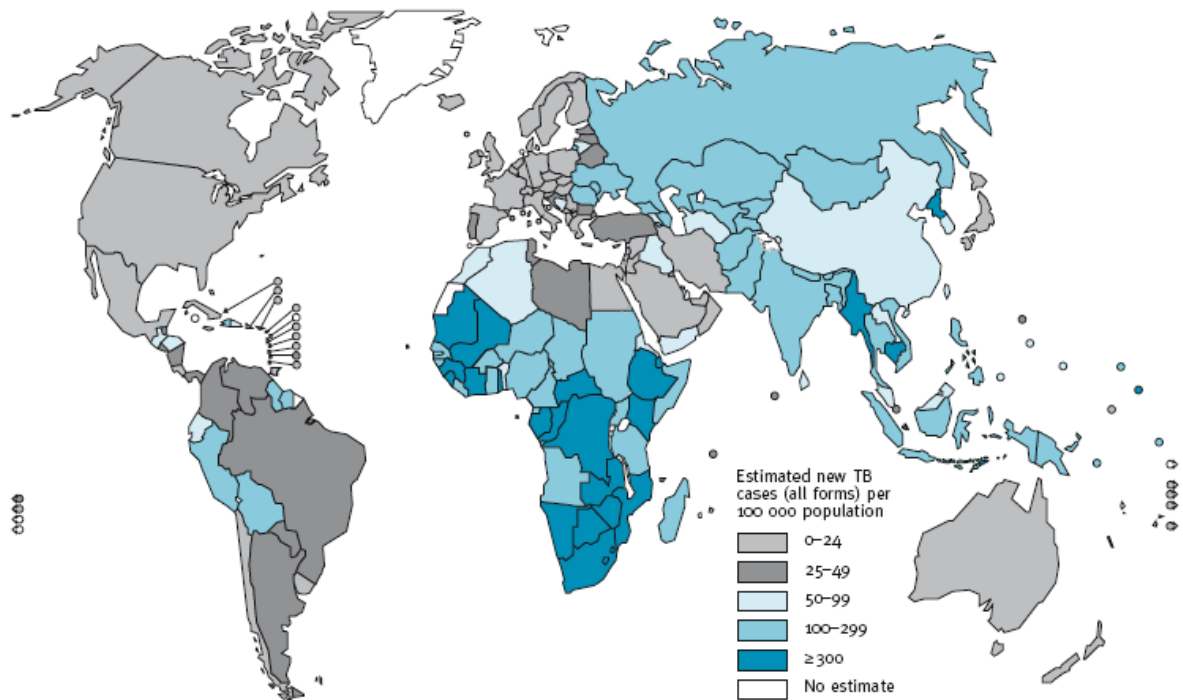 Estimated new TB
cases (all forms) per
100 000 population
0–24
25–49
50–99
100–299
≥ 300
No estimate